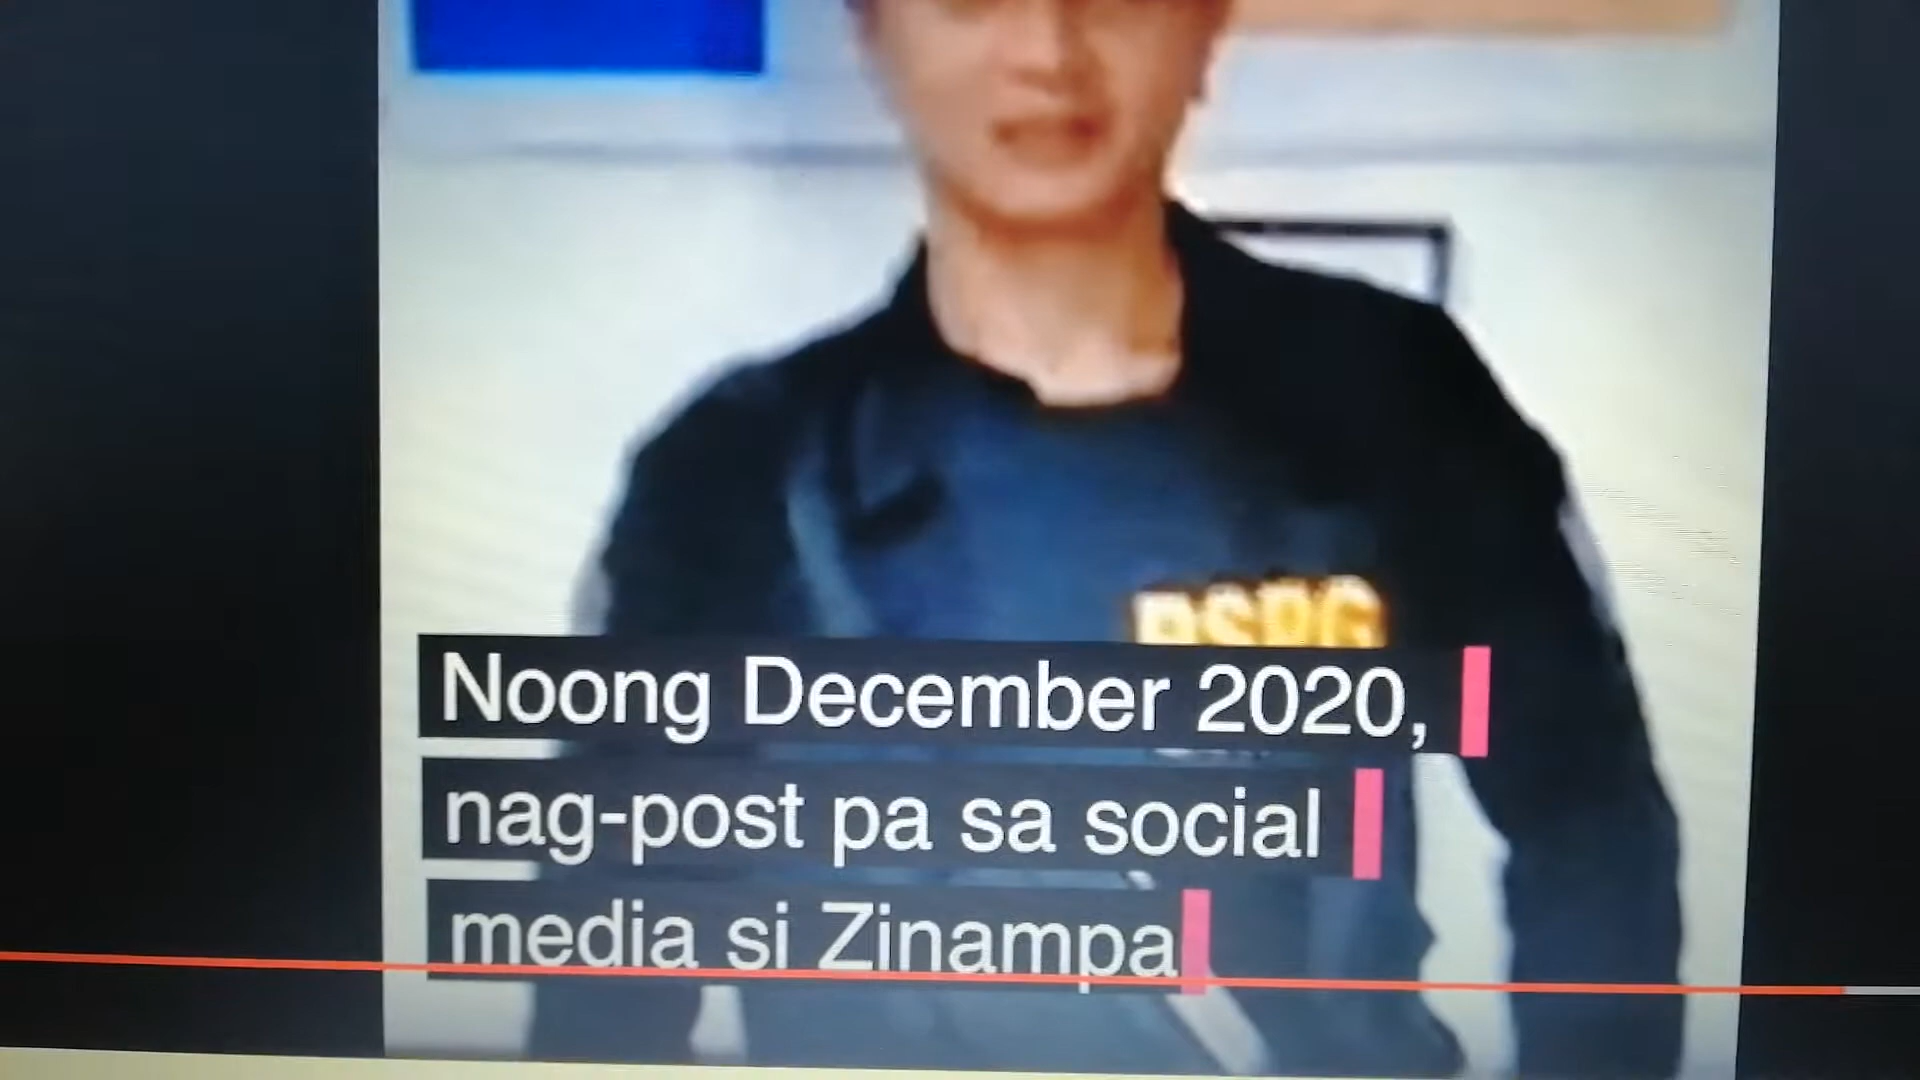 Noong December 2020,
nag-post pa sa social
media si Zinampa